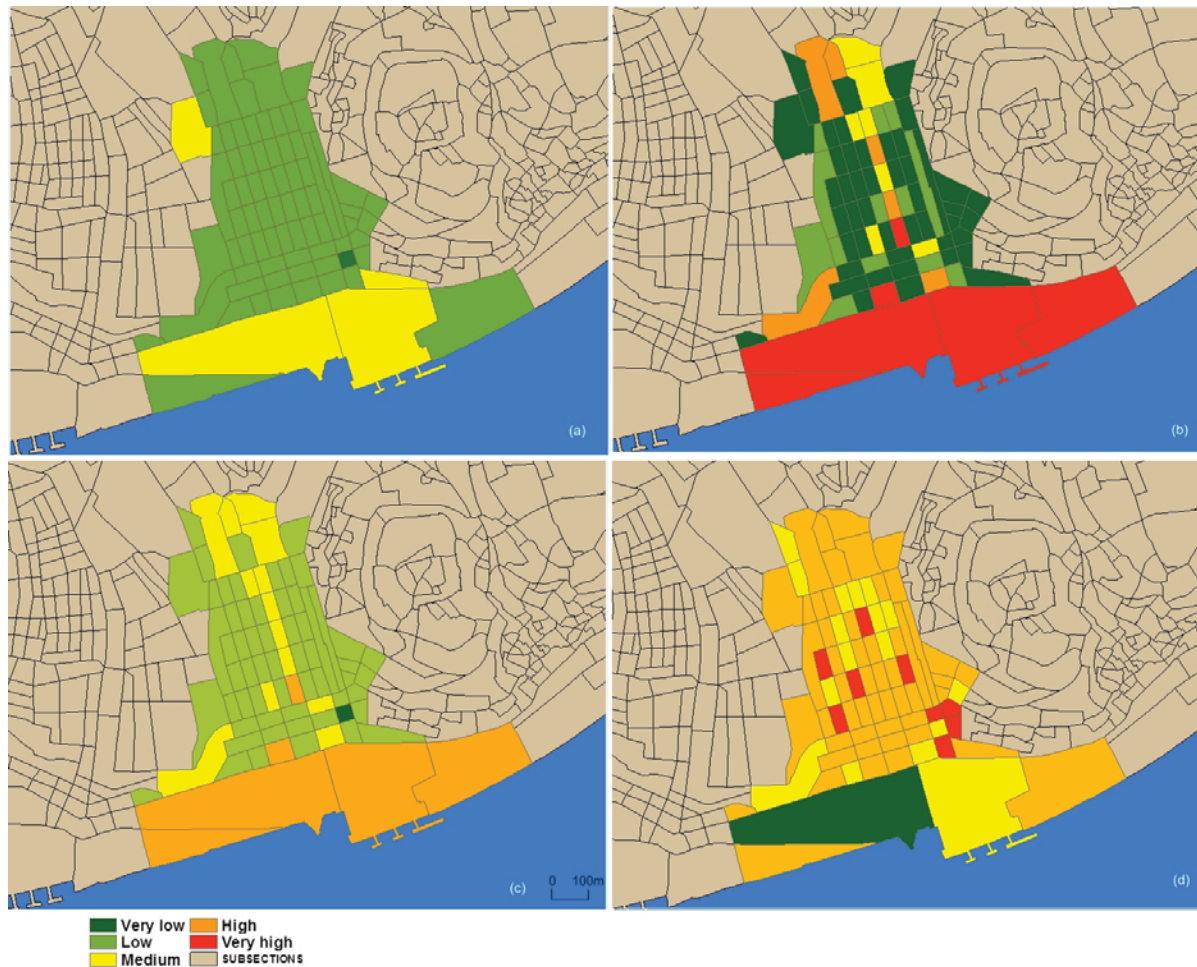 (a)
(b)
(c)
0 100m
(d)
Very low
High
Low
Very high
Medium
SUBSECTIONS